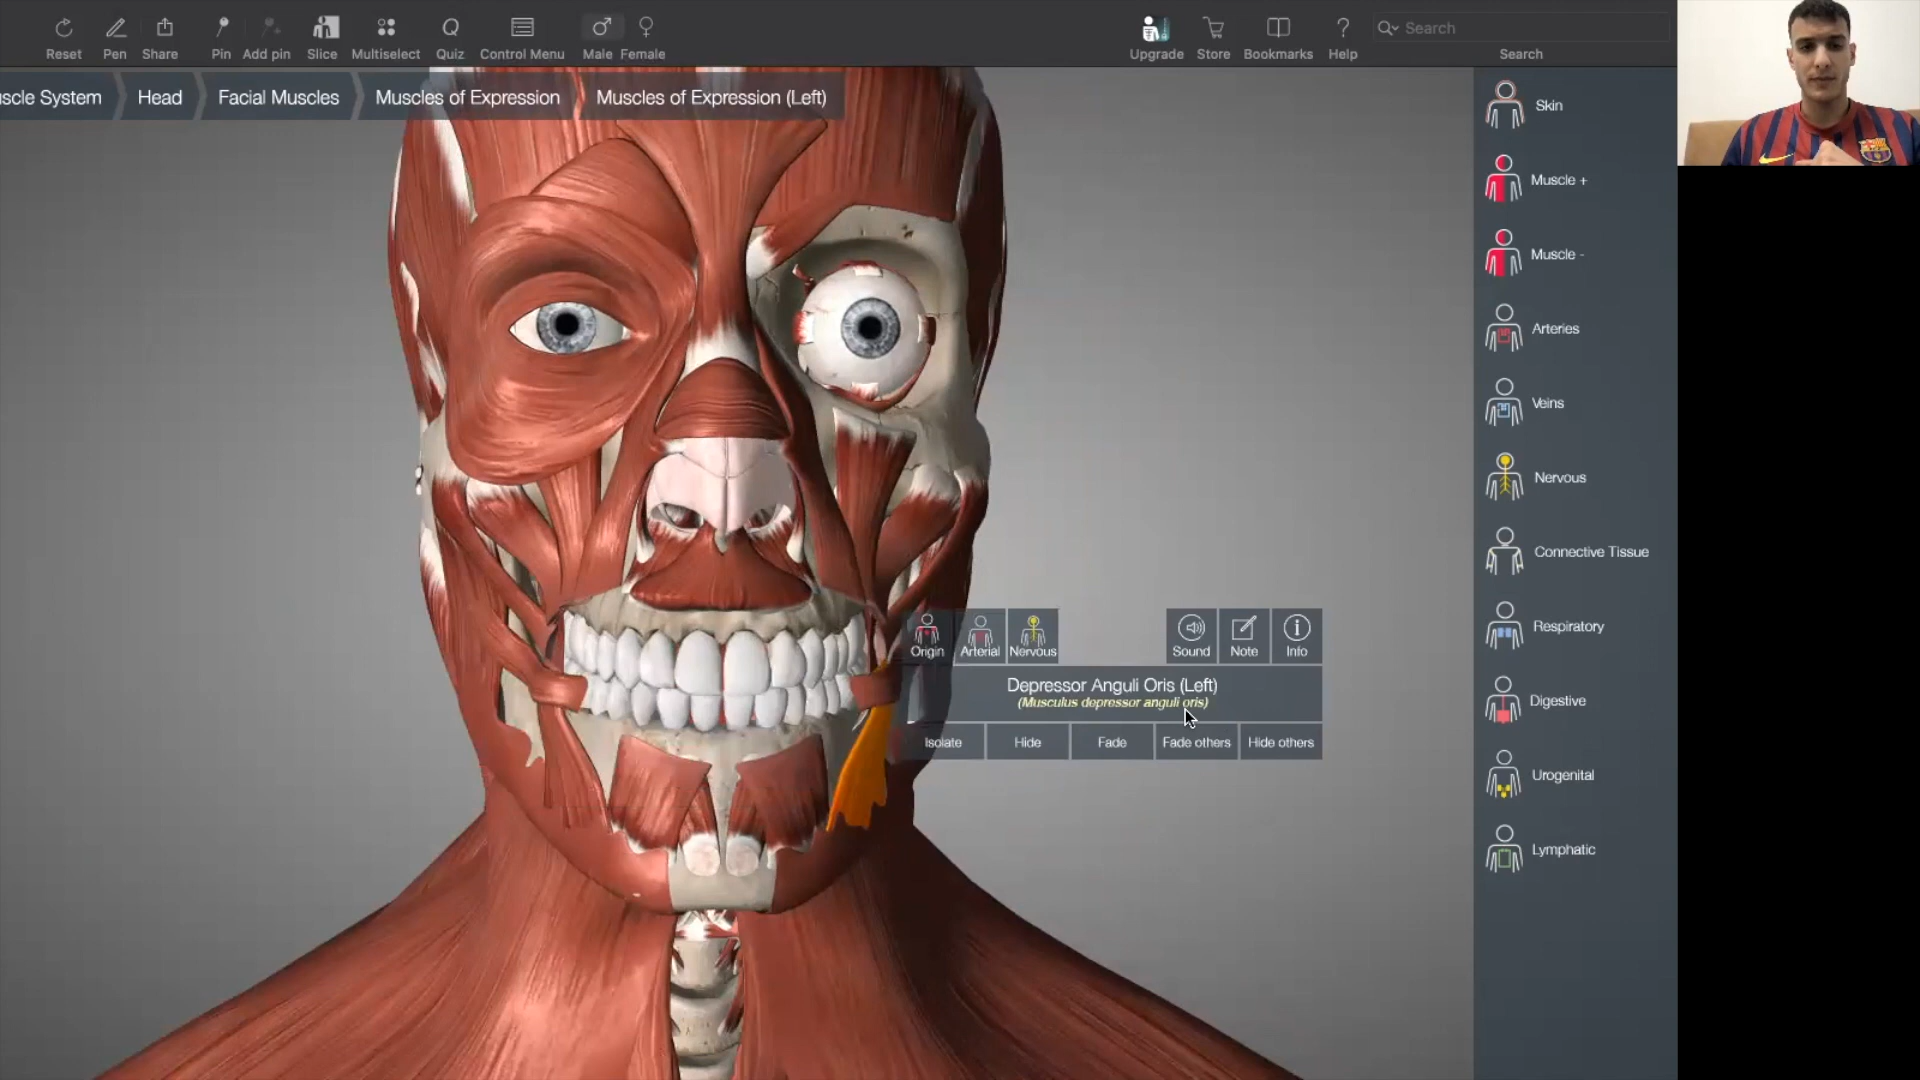 Reset Pen Share Pin Add pin Slice Multiselect Quiz Control Menu Male Female Upgrade Store Bookmarks Help Search
Search
scle System Head Facial Muscles Muscles of Expression Muscles of Expression (Left)
Skin
Muscle +
Muscle -
Arteries
Veins
Nervous
Connective Tissue
Respiratory
Digestive
Urogenital
Lymphatic
Origin Arterial Nervous Sound Note Info
Depressor Anguli Oris (Left)
(Musculus depressor anguli oris)
Isolate Hide Fade Fade others Hide others